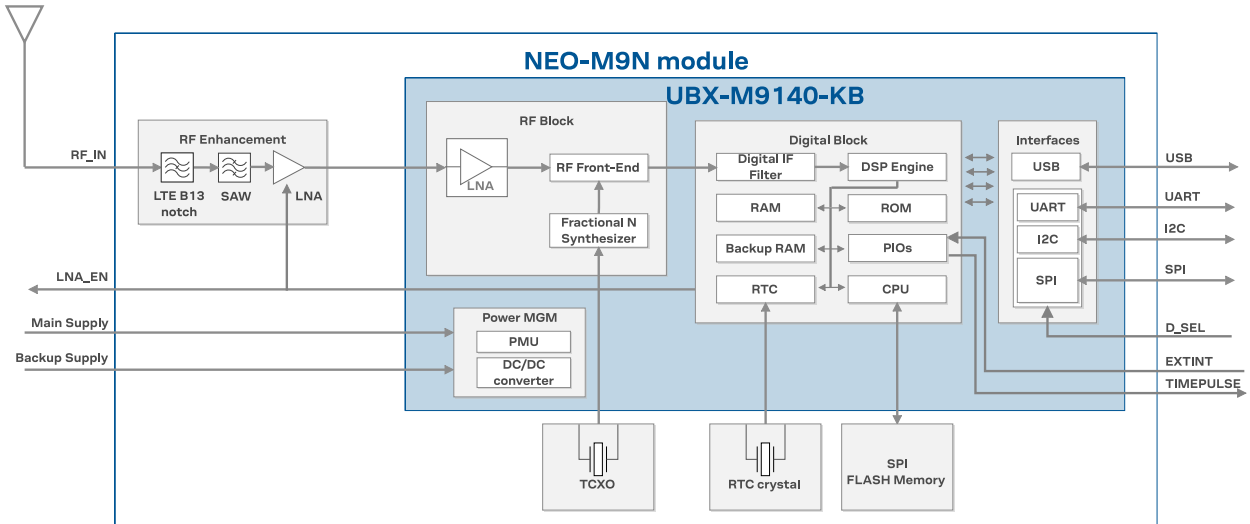 NEO-M9N module
UBX-M9140-KB
RF Block
RF Enhancement
Digital Block
Interfaces
RF_IN
LTE B13
notch
SAW
LNA
LNA
RF Front-End
Digital IF
Filter
DSP Engine
USB
USB
RAM
ROM
UART
UART
Fractional N
Synthesizer
Backup RAM
PIOs
I2C
I2C
LNA_EN
RTC
CPU
SPI
SPI
Main Supply
Power MGM
PMU
D_SEL
Backup Supply
DC/DC
converter
EXTINT
TIMEPULSE
TCXO
RTC crystal
SPI
FLASH Memory